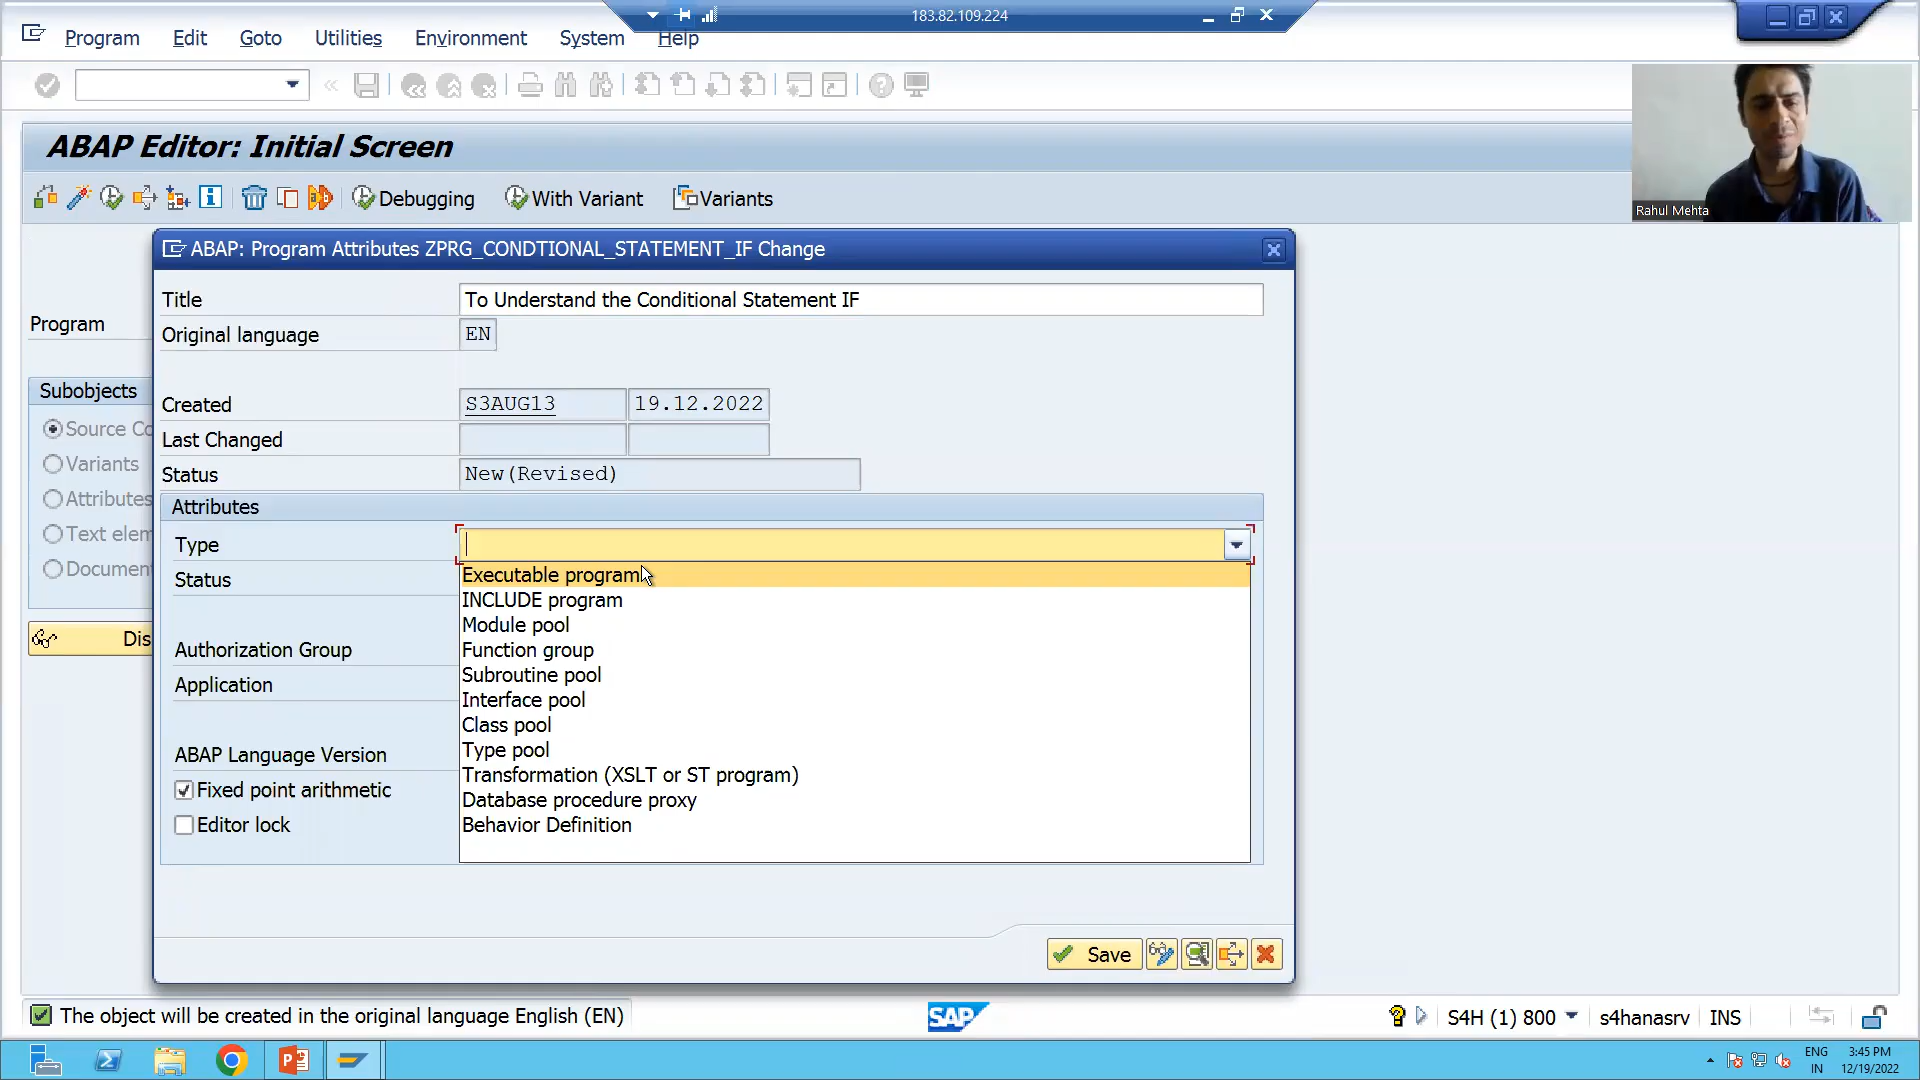 183.82.109.224
Program Edit Goto Utilities Environment System Help
ABAP Editor: Initial Screen
Debugging With Variant Variants
Rahul Mehta
ABAP: Program Attributes ZPRG_CONDTIONAL_STATEMENT_IF Change
Title To Understand the Conditional Statement IF
Program
Original language EN
Subobjects
Created S3AUG13 19.12.2022
Source Co
Last Changed
Variants
Status New(Revised)
Attributes
Attributes
Text elem
Type
Document
Status
Executable program
INCLUDE program
Module pool
Dis
Authorization Group
Function group
Application
Subroutine pool
Interface pool
Class pool
ABAP Language Version
Type pool
Fixed point arithmetic
Transformation (XSLT or ST program)
Database procedure proxy
Editor lock
Behavior Definition
Save
The object will be created in the original language English (EN)
SAP
S4H (1) 800 s4hanasrv INS
ENG 3:45 PM
IN 12/19/2022